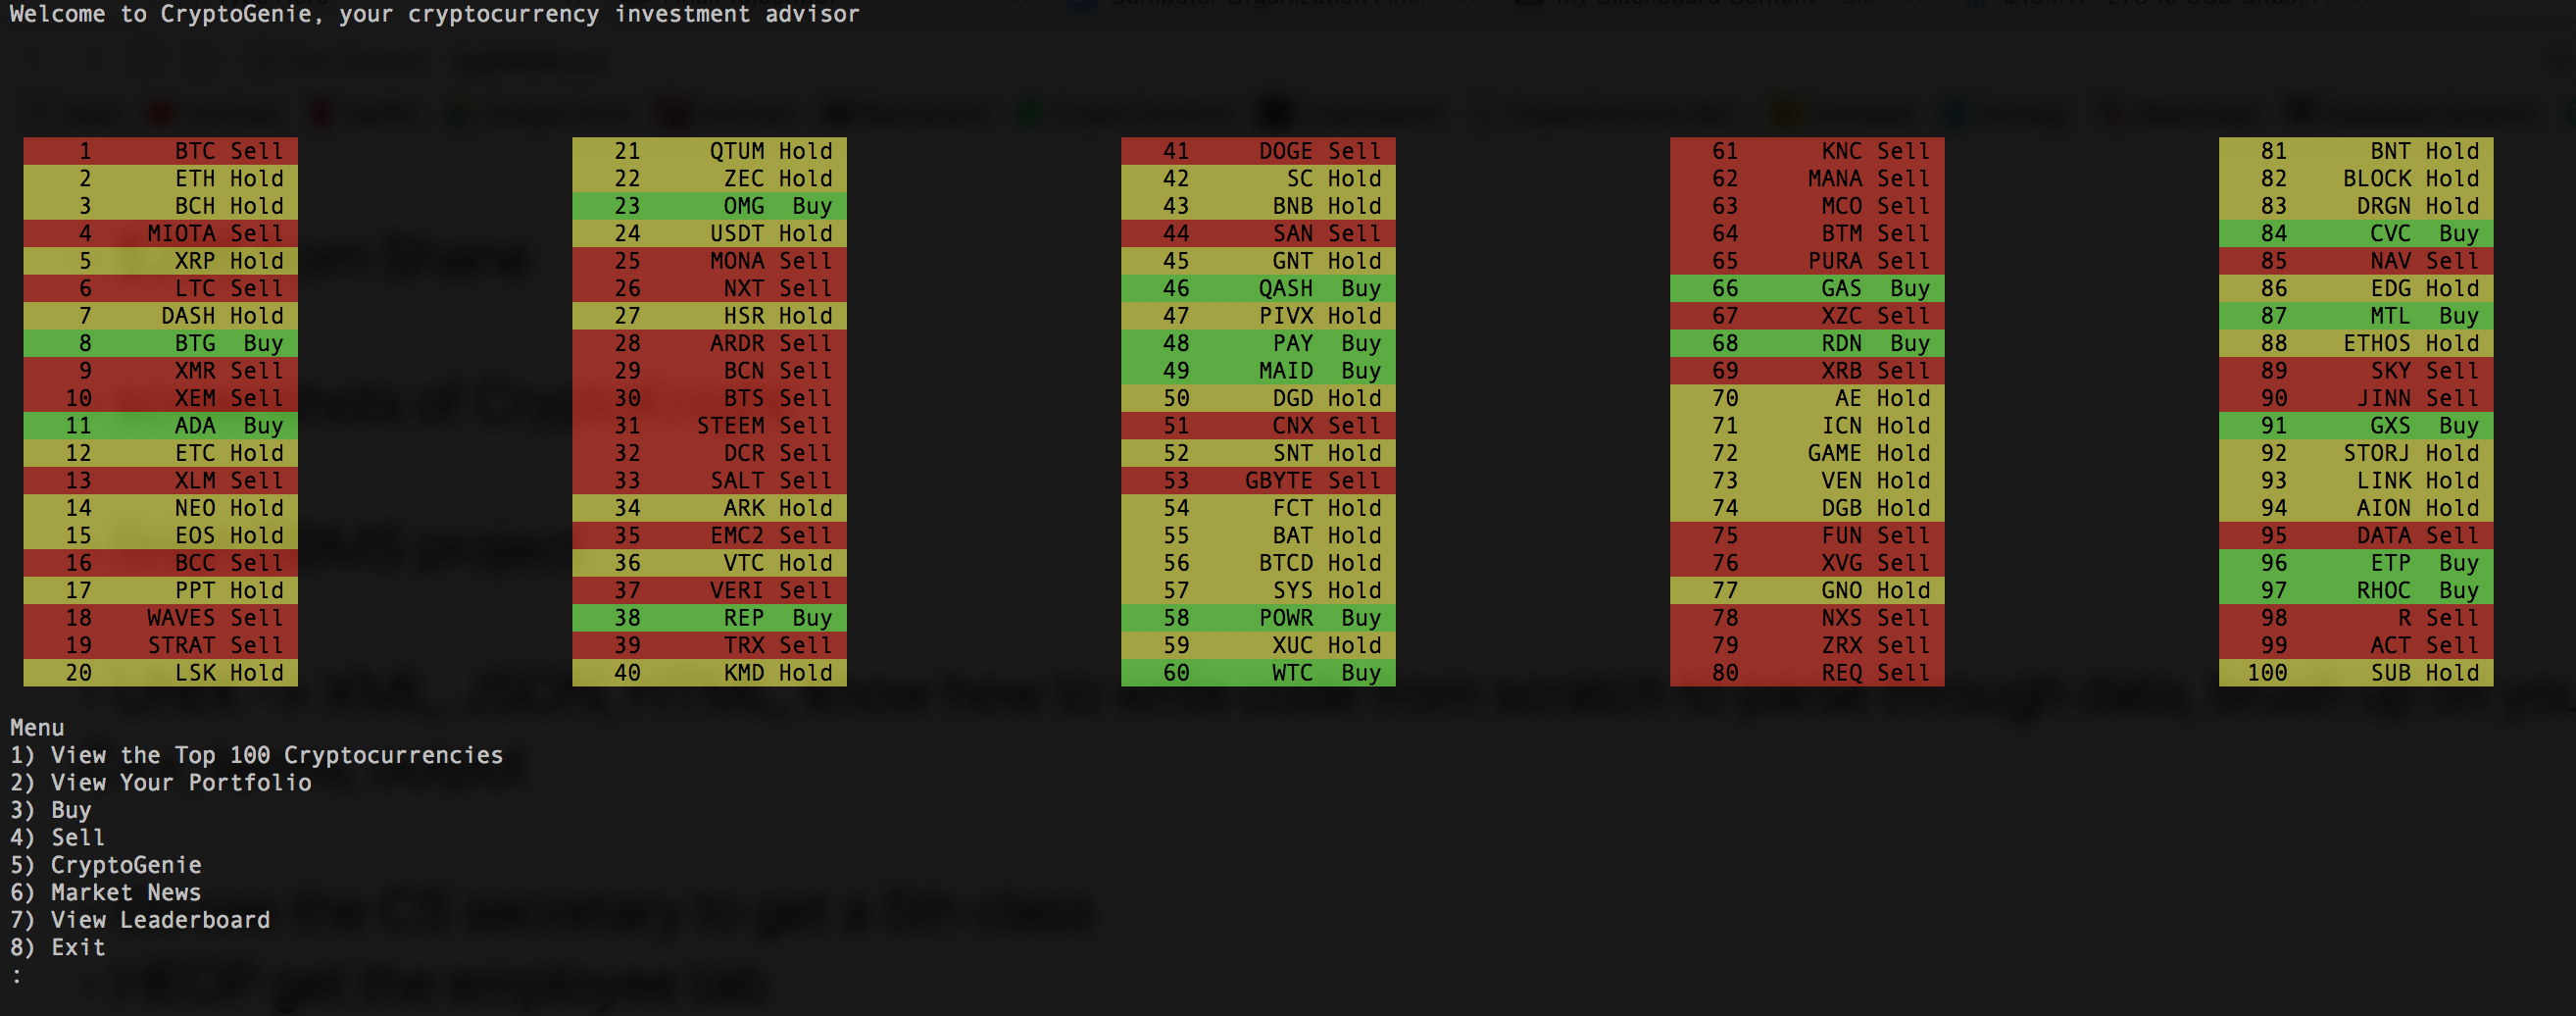 Welcome to CryptoGenie, your cryptocurrency investment advisor
1 BTC Sell 21 QTUM Hold 41 DOGE Sell 61 KNC Sell 81 BNT Hold
2 ETH Hold 22 ZEC Hold 42 SC Hold 62 MANA Sell 82 BLOCK Hold
3 BCH Hold 23 OMG Buy 43 BNB Hold 63 MCO Sell 83 DRGN Hold
4 MIOTA Sell 24 USDT Hold 44 SAN Sell 64 BTM Sell 84 CVC Buy
5 XRP Hold 25 MONA Sell 45 GNT Hold 65 PURA Sell 85 NAV Sell
6 LTC Sell 26 NXT Sell 46 QASH Buy 66 GAS Buy 86 EDG Hold
7 DASH Hold 27 HSR Hold 47 PIVX Hold 67 XZC Sell 87 MTL Buy
8 BTG Buy 28 ARDR Sell 48 PAY Buy 68 RDN Buy 88 ETHOS Hold
9 XMR Sell 29 BCN Sell 49 MAID Buy 69 XRB Sell 89 SKY Sell
10 XEM Sell 30 BTS Sell 50 DGD Hold 70 AE Hold 90 JINN Sell
11 ADA Buy 31 STEEM Sell 51 CNX Sell 71 ICN Hold 91 GXS Buy
12 ETC Hold 32 DCR Sell 52 SNT Hold 72 GAME Hold 92 STORJ Hold
13 XLM Sell 33 SALT Sell 53 GBYTE Sell 73 VEN Hold 93 LINK Hold
14 NEO Hold 34 ARK Hold 54 FCT Hold 74 DGB Hold 94 AION Hold
15 EOS Hold 35 EMC2 Sell 55 BAT Hold 75 FUN Sell 95 DATA Sell
16 BCC Sell 36 VTC Hold 56 BTCD Hold 76 XVG Sell 96 ETP Buy
17 PPT Hold 37 VERI Sell 57 SYS Hold 77 GNO Hold 97 RHOC Buy
18 WAVES Sell 38 REP Buy 58 POWR Buy 78 NXS Sell 98 R Sell
19 STRAT Sell 39 TRX Sell 59 XUC Hold 79 ZRX Sell 99 ACT Sell
20 LSK Hold 40 KMD Hold 60 WTC Buy 80 REQ Sell 100 SUB Hold
Menu
1) View the Top 100 Cryptocurrencies
2) View Your Portfolio
3) Buy
4) Sell
5) CryptoGenie
6) Market News
7) View Leaderboard
8) Exit
: